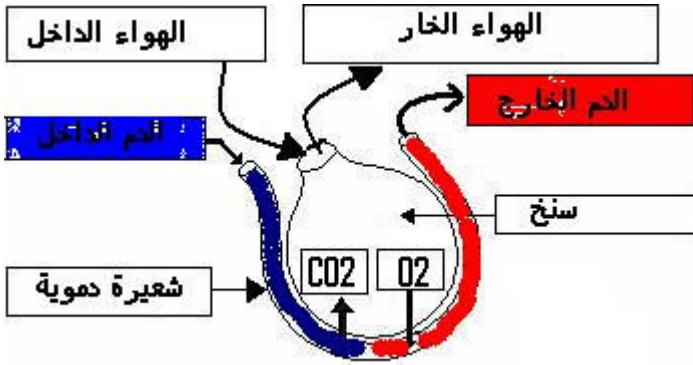 الهواء الخار
الهواء الداخل
الدم الخارج
الدم الداخل
سنخ
CO2
O2
شعيرة دموية